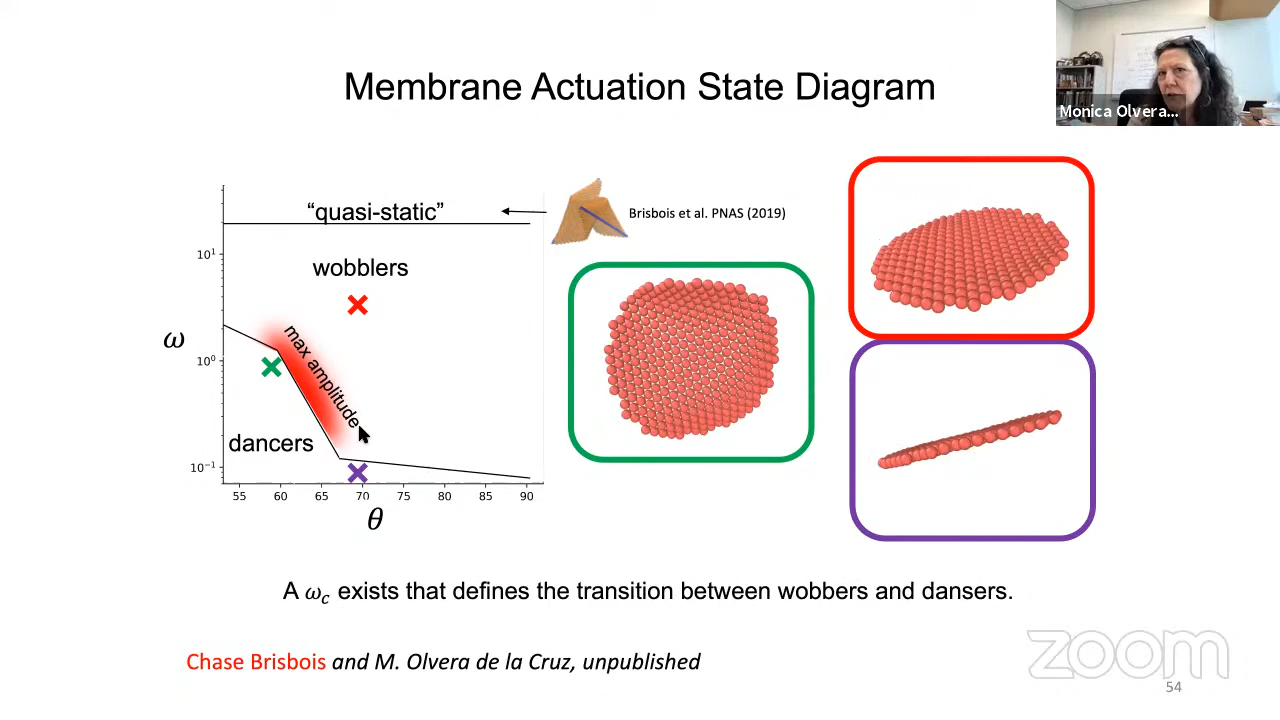 Membrane Actuation State Diagram
Monica Olvera...
"quasi-static"
Brisbois et al. PNAS (2019)
wobblers
max amplitude
dancers
ω
10¹
10⁰
10⁻¹
55 60 65 70 75 80 85 90
θ
A ω𝑐 exists that defines the transition between wobbers and dansers.
Chase Brisbois and M. Olvera de la Cruz, unpublished
zoom
54